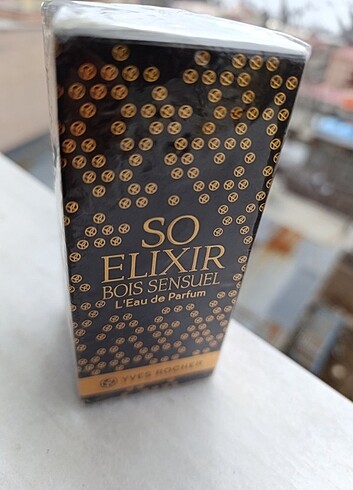 SO
ELIXIR
BOIS SENSUEL
L'Eau de Parfum
YVES ROCHER